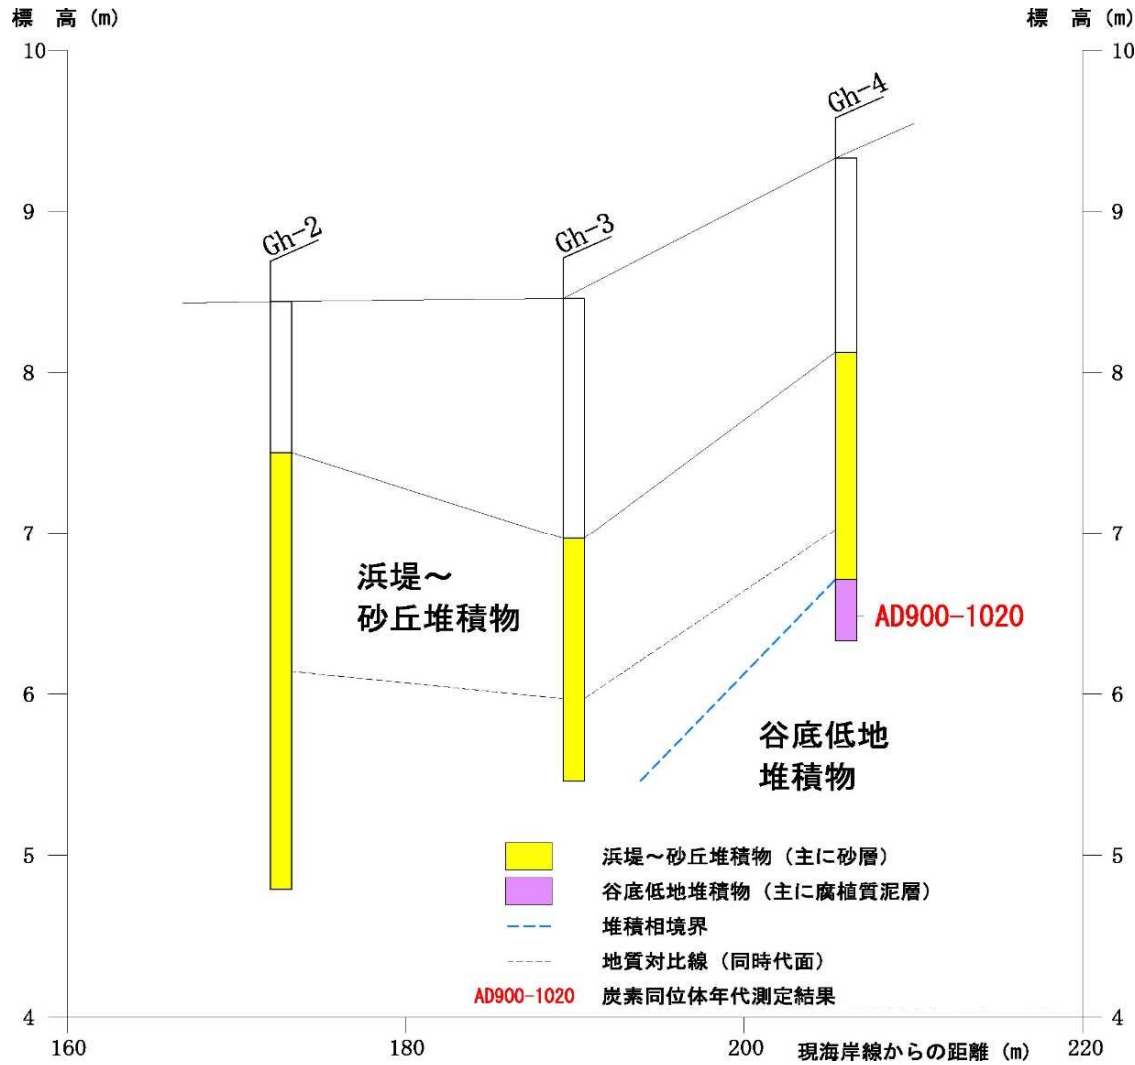 標 高 (m)
標 高 (m)
10
10
Gh-4
9
9
Gh-2
Gh-3
8
8
7
7
浜堤～
砂丘堆積物
AD900-1020
6
6
谷底低地
堆積物
5
5
浜堤～砂丘堆積物（主に砂層）
谷底低地堆積物（主に腐植質泥層）
堆積相境界
地質対比線（同時代面）
AD900-1020 炭素同位体年代測定結果
4
4
160
180
200
現海岸線からの距離 (m)
220